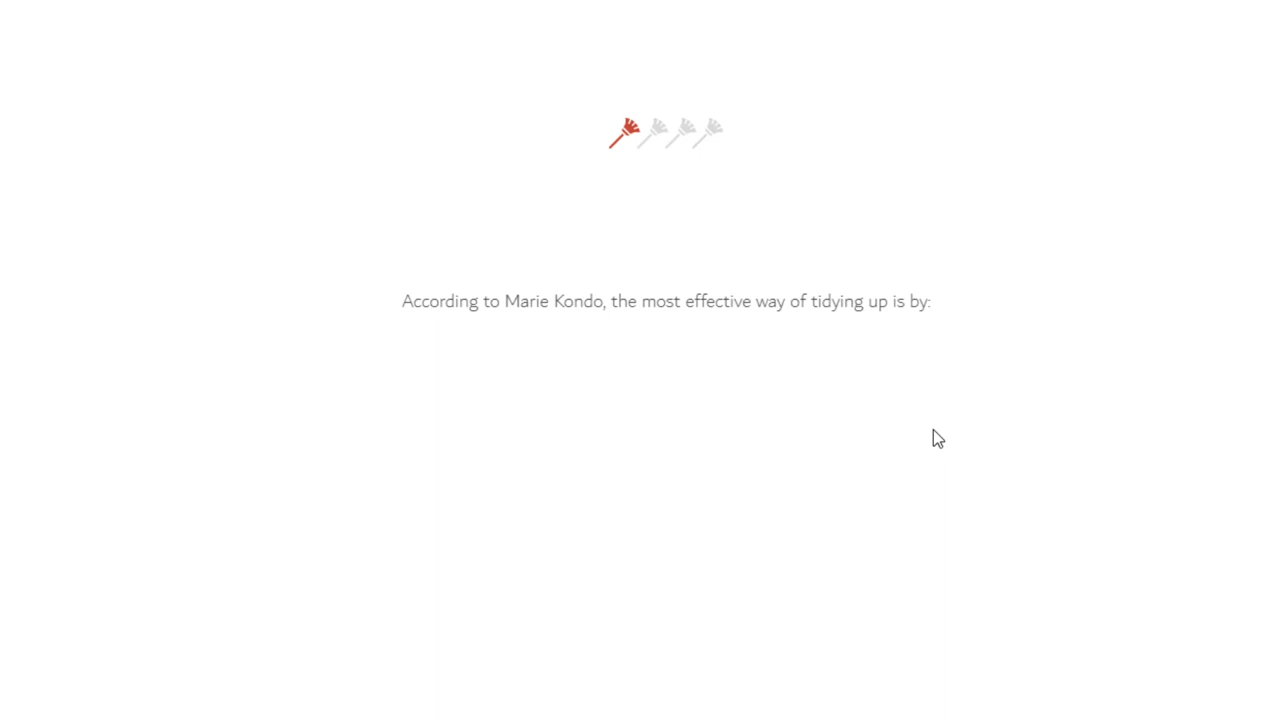 According to Marie Kondo, the most effective way of tidying up is by: